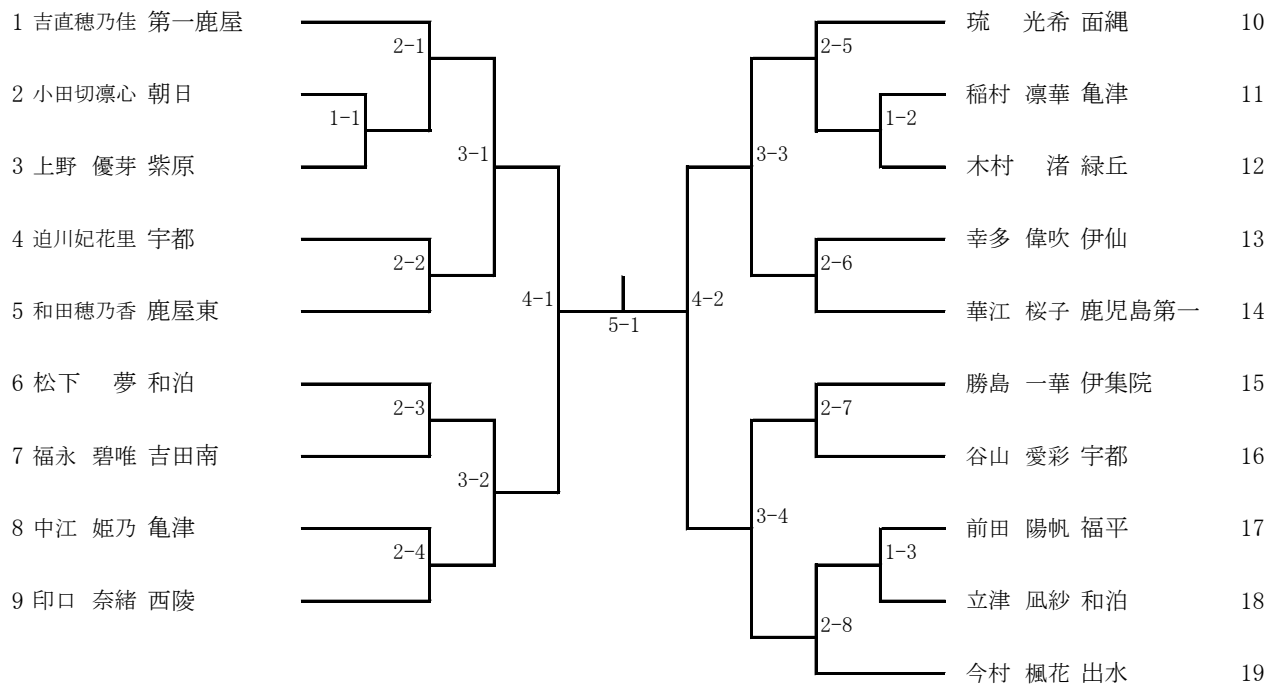 1 吉直穂乃佳 第一鹿屋
2 小田切凛心 朝日
3 上野 優芽 紫原
4 迫川妃花里 宇都
5 和田穂乃香 鹿屋東
6 松下 夢 和泊
7 福永 碧唯 吉田南
8 中江 姫乃 亀津
9 印口 奈緒 西陵
2-1
1-1
3-1
2-2
4-1
2-3
3-2
2-4
5-1
4-2
2-5
1-2
3-3
2-6
2-7
3-4
1-3
2-8
琉 光希 面縄 10
稲村 凛華 亀津 11
木村 渚 緑丘 12
幸多 偉吹 伊仙 13
華江 桜子 鹿児島第一 14
勝島 一華 伊集院 15
谷山 愛彩 宇都 16
前田 陽帆 福平 17
立津 凪紗 和泊 18
今村 楓花 出水 19